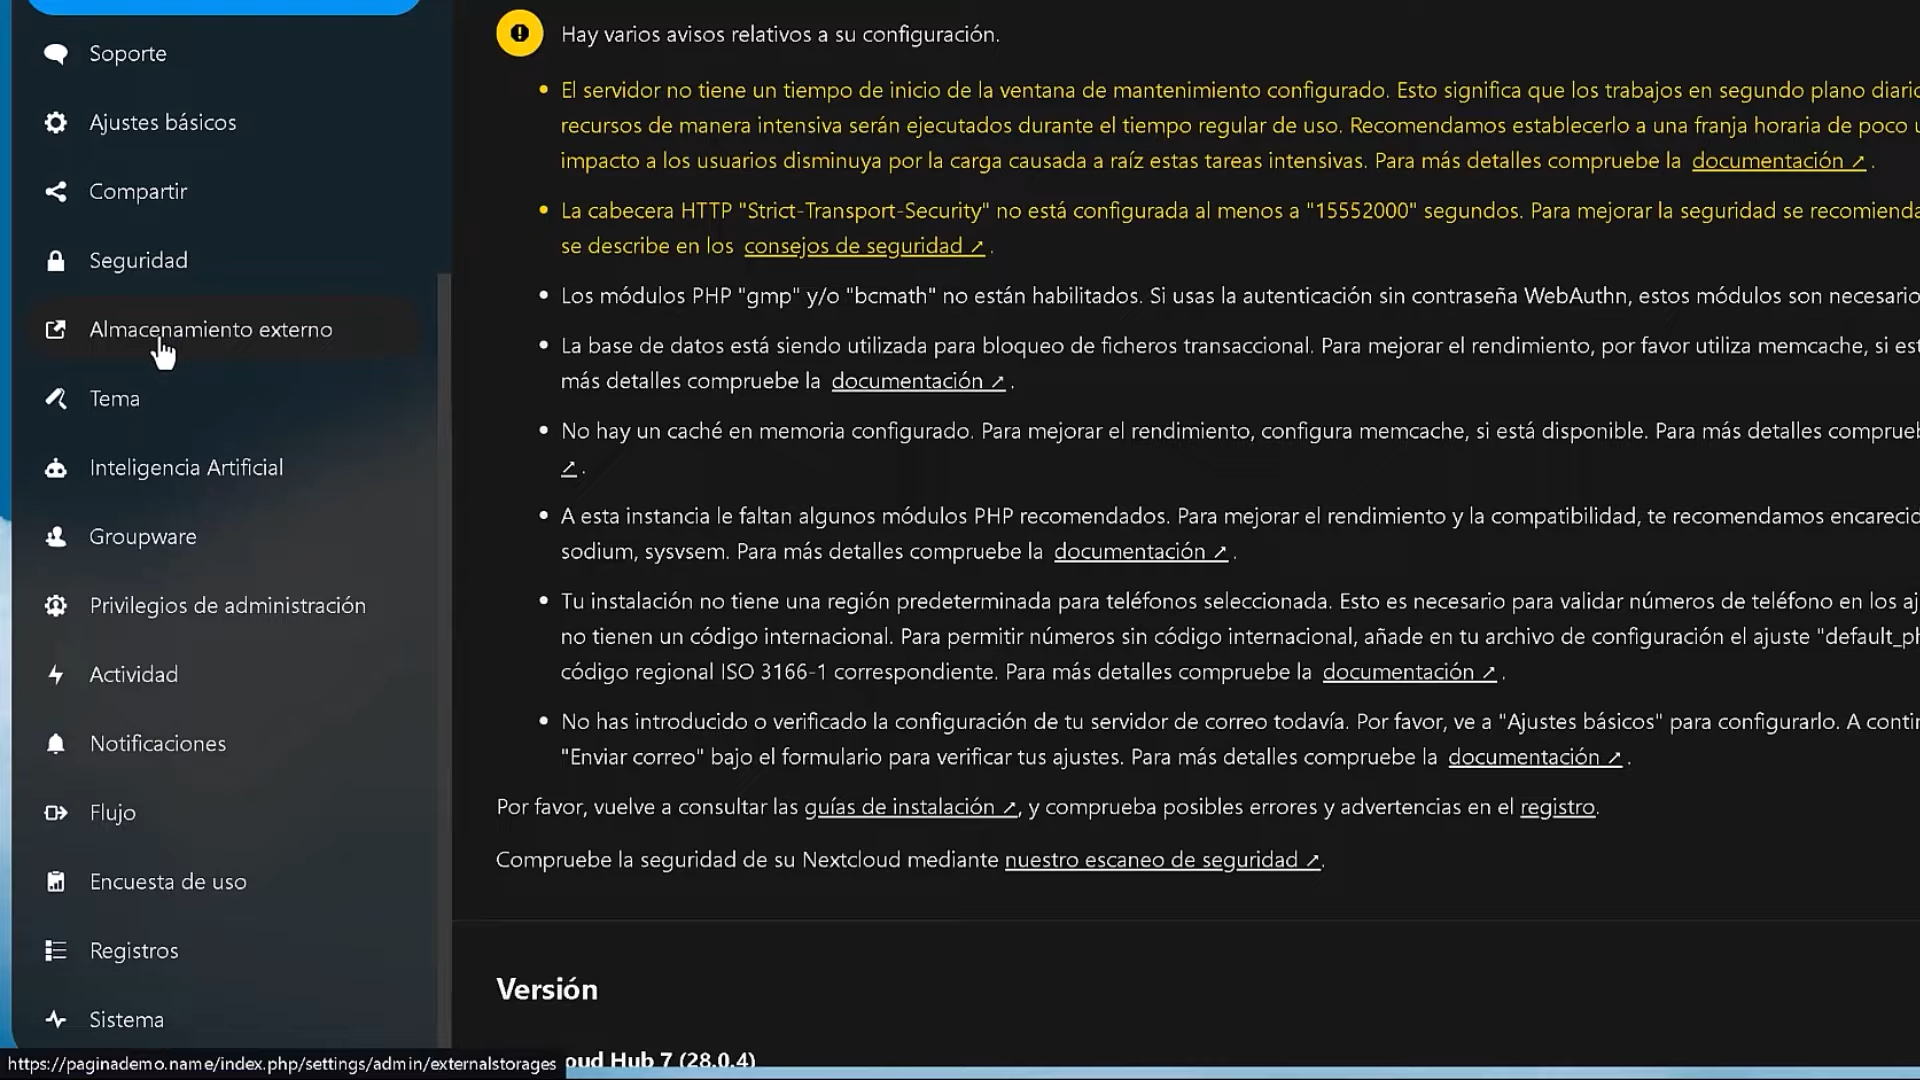 Soporte
Ajustes básicos
Compartir
Seguridad
Almacenamiento externo
Tema
Inteligencia Artificial
Groupware
Privilegios de administración
Actividad
Notificaciones
Flujo
Encuesta de uso
Registros
Sistema
https://paginademo.name/index.php/settings/admin/externalstorages
Hay varios avisos relativos a su configuración.
El servidor no tiene un tiempo de inicio de la ventana de mantenimiento configurado. Esto significa que los trabajos en segundo plano
recursos de manera intensiva serán ejecutados durante el tiempo regular de uso. Recomendamos establecerlo a una franja horaria de poco
impacto a los usuarios disminuya por la carga causada a raíz estas tareas intensivas. Para más detalles compruebe la documentación ↗ .
La cabecera HTTP "Strict-Transport-Security" no está configurada al menos a "15552000" segundos. Para mejorar la seguridad se
se describe en los consejos de seguridad ↗ .
Los módulos PHP "gmp" y/o "bcmath" no están habilitados. Si usas la autenticación sin contraseña WebAuthn, estos módulos son
La base de datos está siendo utilizada para bloqueo de ficheros transaccional. Para mejorar el rendimiento, por favor utiliza memcache, si
más detalles compruebe la documentación ↗ .
No hay un caché en memoria configurado. Para mejorar el rendimiento, configura memcache, si está disponible. Para más detalles
↗ .
A esta instancia le faltan algunos módulos PHP recomendados. Para mejorar el rendimiento y la compatibilidad, te recomendamos
sodium, sysvsem. Para más detalles compruebe la documentación ↗ .
Tu instalación no tiene una región predeterminada para teléfonos seleccionada. Esto es necesario para validar números de teléfono en los
no tienen un código internacional. Para permitir números sin código internacional, añade en tu archivo de configuración el ajuste
código regional ISO 3166-1 correspondiente. Para más detalles compruebe la documentación ↗ .
No has introducido o verificado la configuración de tu servidor de correo todavía. Por favor, ve a "Ajustes básicos" para configurarlo. A
"Enviar correo" bajo el formulario para verificar tus ajustes. Para más detalles compruebe la documentación ↗ .
Por favor, vuelve a consultar las guías de instalación ↗, y comprueba posibles errores y advertencias en el registro.
Compruebe la seguridad de su Nextcloud mediante nuestro escaneo de seguridad ↗.
Versión
oud Hub 7 (28.0.4)